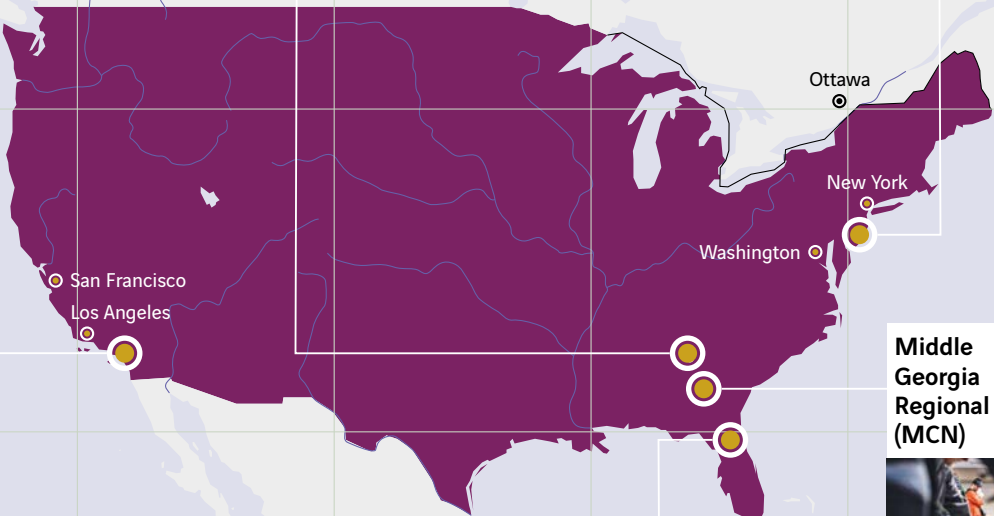 Ottawa
New York
Washington
San Francisco
Los Angeles
Middle
Georgia
Regional
(MCN)